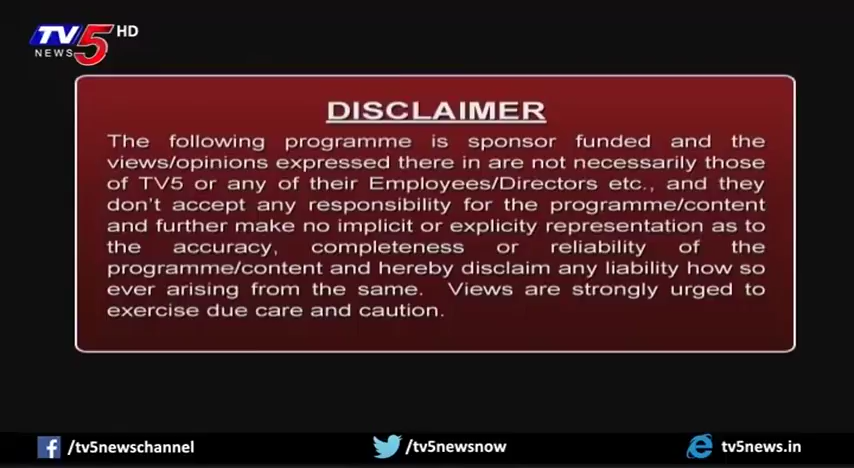 TV5 HD
NEWS
DISCLAIMER
The following programme is sponsor funded and the
views/opinions expressed there in are not necessarily those
of TV5 or any of their Employees/Directors etc., and they
don't accept any responsibility for the programme/content
and further make no implicit or explicity representation as to
the accuracy, completeness or reliability of the
programme/content and hereby disclaim any liability how so
ever arising from the same. Views are strongly urged to
exercise due care and caution.
/tv5newschannel
/tv5newsnow
tv5news.in